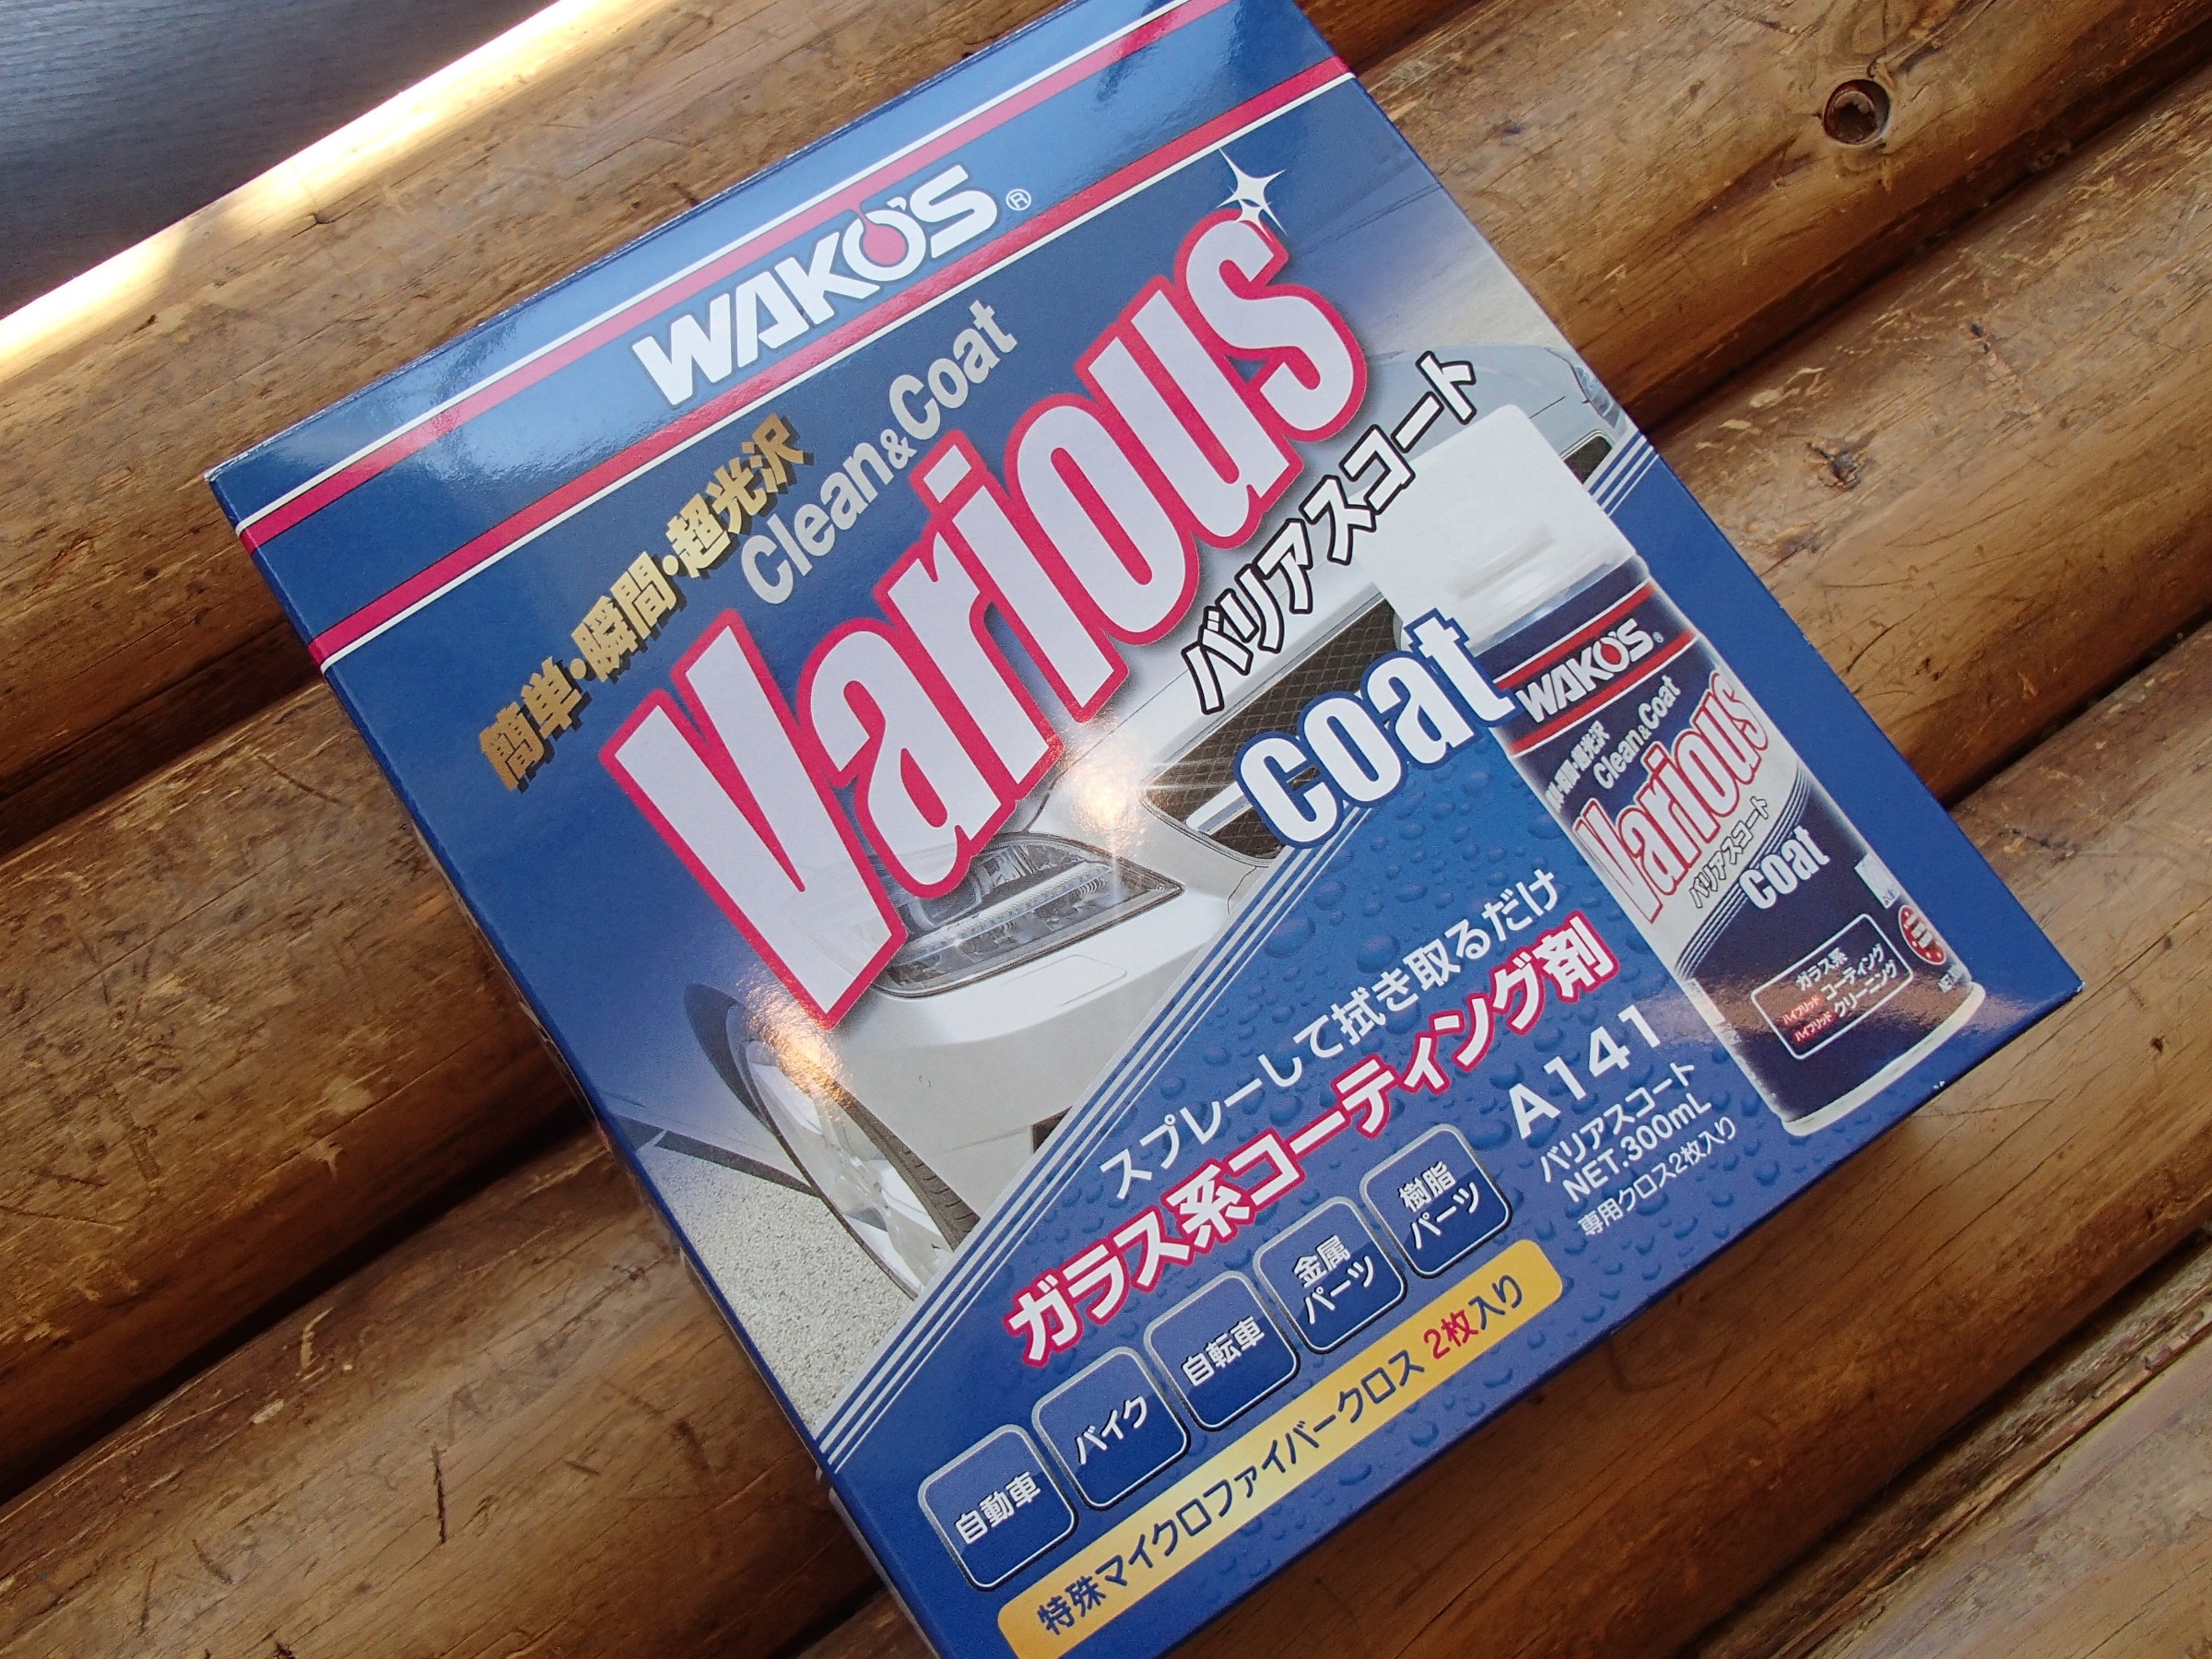 WAKO'S®
簡単・瞬間・超光沢
Clean&Coat
Various
バリアスコート
coat
スプレーして拭き取るだけ
ガラス系コーティング剤
A141
バリアスコート
NET.300mL
専用クロス2枚入り
自動車
バイク
自転車
金属
パーツ
樹脂
パーツ
特殊マイクロファイバークロス 2枚入り
WAKO'S®
Clean&Coat
Various
バリアスコート
coat
ガラス系
ハイブリッド コーティング
ハイブリッド クリーニング